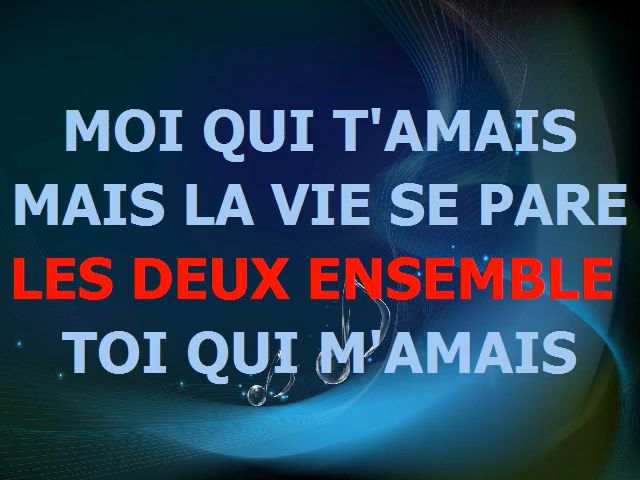 MOI QUI T'AMAIS
MAIS LA VIE SE PARE
LES DEUX ENSEMBLE
TOI QUI M'AMAIS